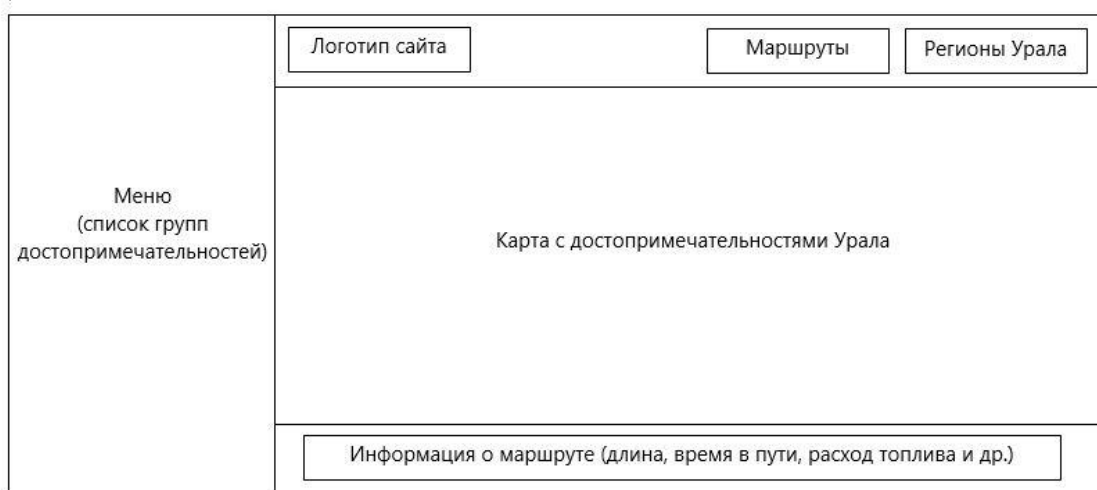 Логотип сайта
Маршруты
Регионы Урала
Меню
(список групп
достопримечательностей)
Карта с достопримечательностями Урала
Информация о маршруте (длина, время в пути, расход топлива и др.)